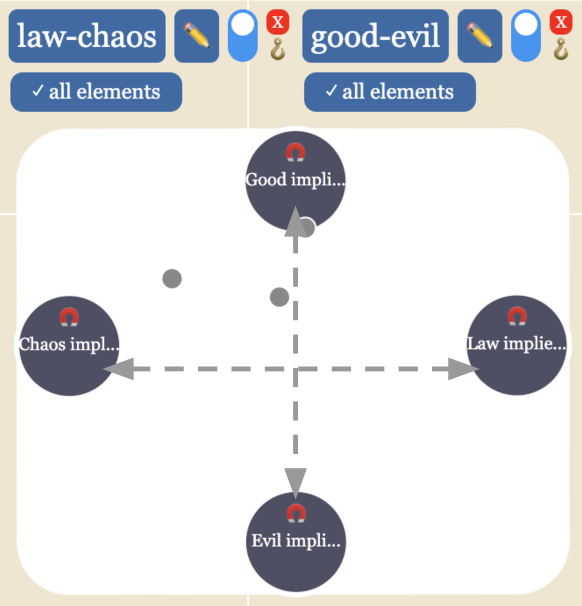 law-chaos
X
good-evil
X
✓ all elements
✓ all elements
Good impli...
Chaos impl...
Law implie...
Evil impli...